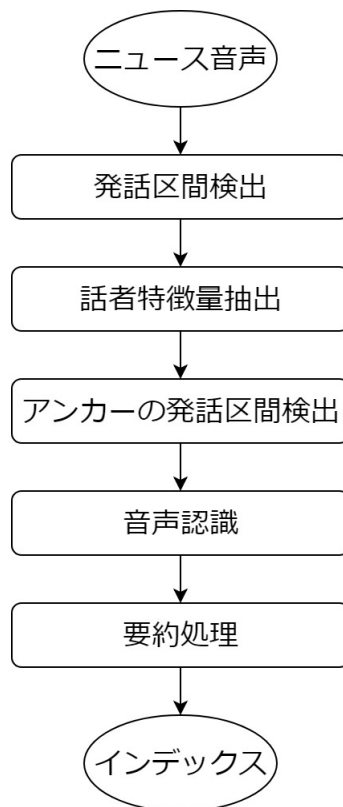 ニュース音声
発話区間検出
話者特徴量抽出
アンカーの発話区間検出
音声認識
要約処理
インデックス